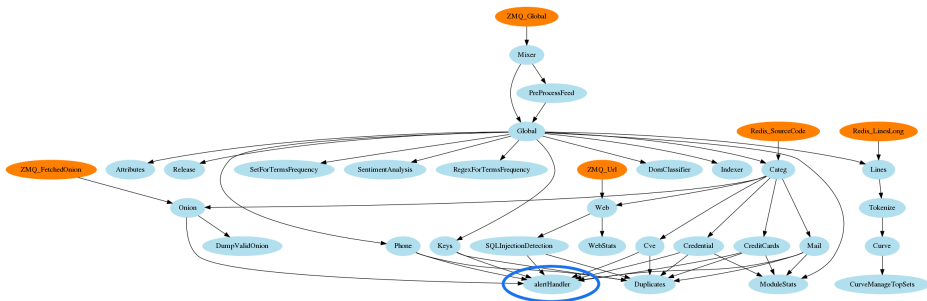 ZMQ_Global
Mixer
PreProcessFeed
Global
Redis_SourceCode
Redis_LinesLong
ZMQ_FetchedOnion
Attributes
Release
SetForTermsFrequency
SentimentAnalysis
RegexForTermsFrequency
ZMQ_Url
DomClassifier
Indexer
Categ
Lines
Onion
Web
Tokenize
DumpValidOnion
Phone
Keys
SQLInjectionDetection
WebStats
Cve
Credential
CreditCards
Mail
Curve
alertHandler
Duplicates
ModuleStats
CurveManageTopSets